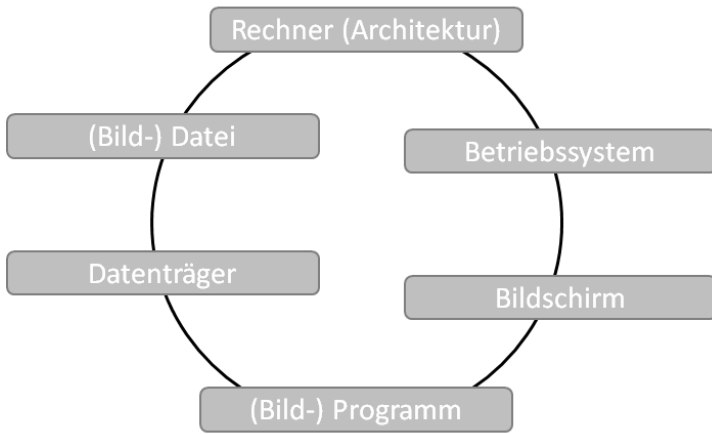 Rechner (Architektur)
(Bild-) Datei
Betriebssystem
Datenträger
Bildschirm
(Bild-) Programm